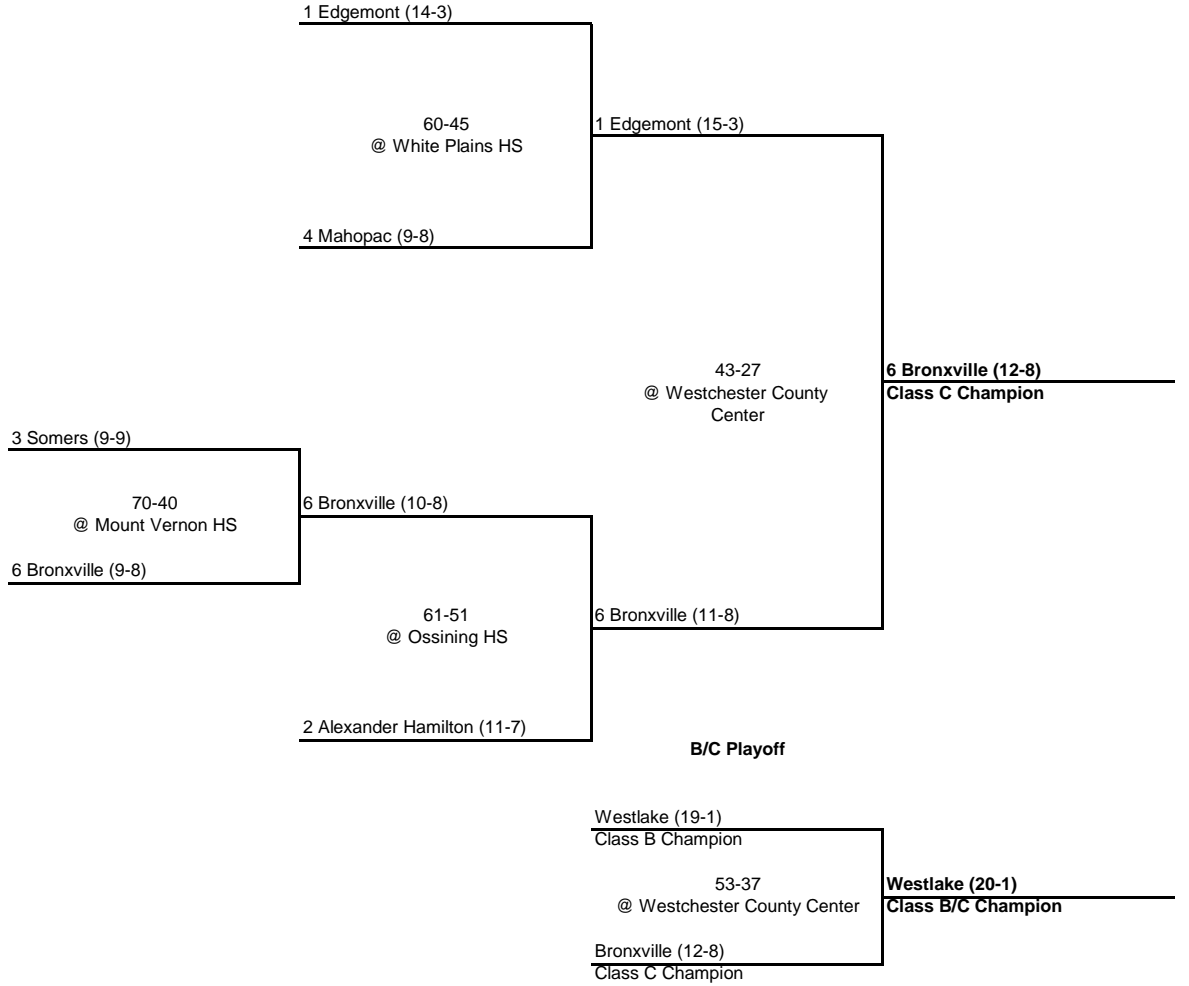 1 Edgemont (14-3)
60-45
@ White Plains HS
1 Edgemont (15-3)
4 Mahopac (9-8)
43-27
@ Westchester County
Center
6 Bronxville (12-8)
Class C Champion
3 Somers (9-9)
70-40
@ Mount Vernon HS
6 Bronxville (10-8)
6 Bronxville (9-8)
61-51
@ Ossining HS
6 Bronxville (11-8)
2 Alexander Hamilton (11-7)
B/C Playoff
Westlake (19-1)
Class B Champion
53-37
@ Westchester County Center
Westlake (20-1)
Class B/C Champion
Bronxville (12-8)
Class C Champion